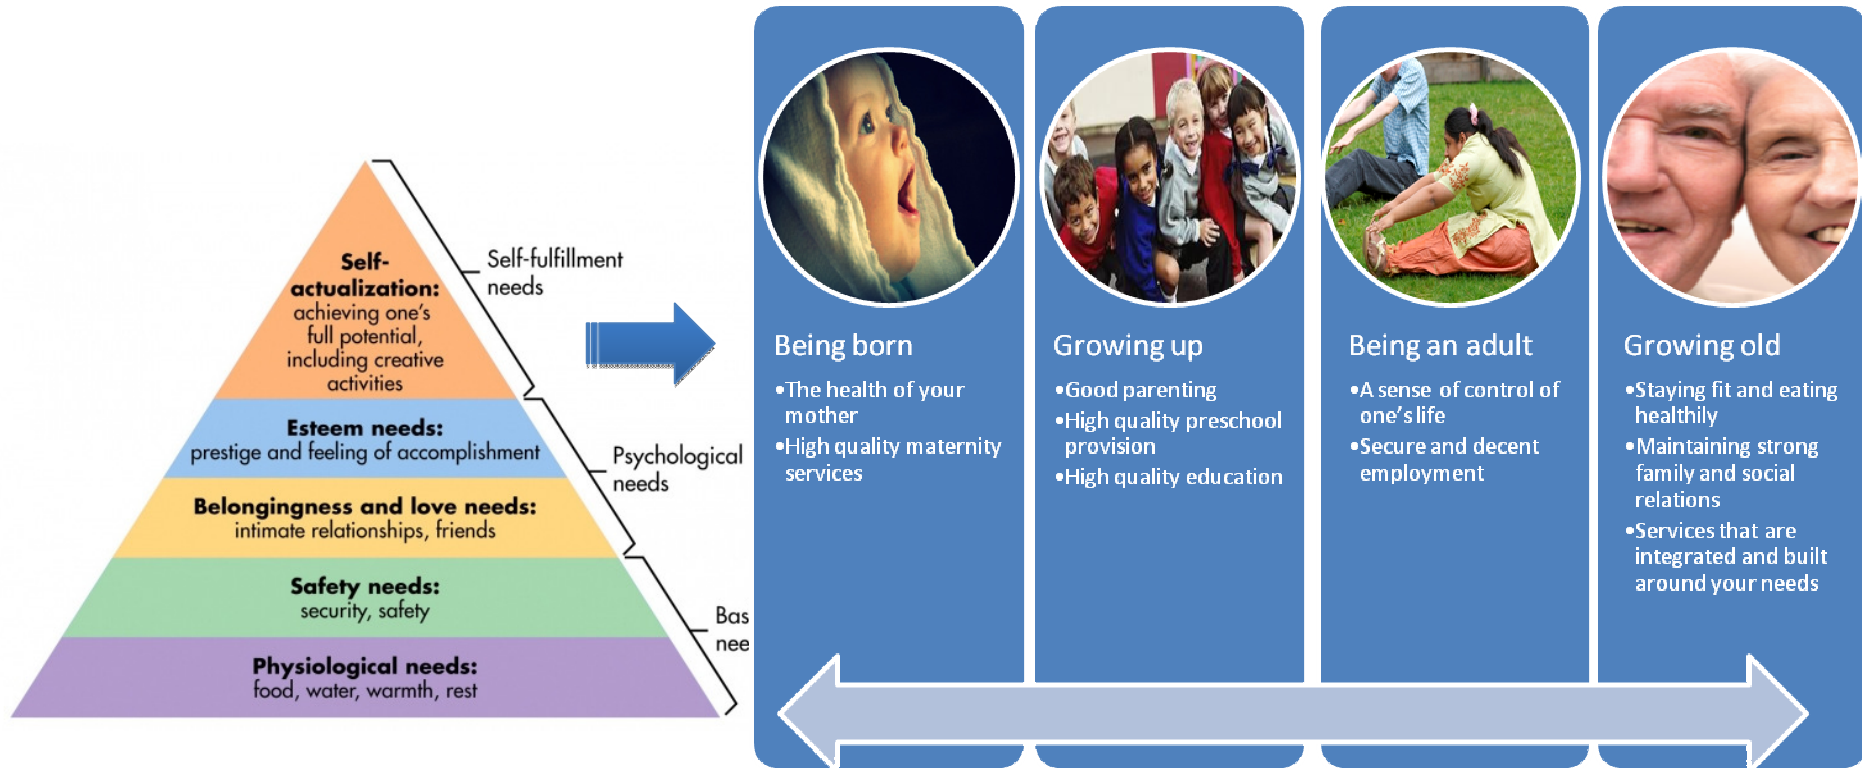 Self-
actualization:
achieving one's
full potential,
including creative
activities
Self-fulfillment
needs
Esteem needs:
prestige and feeling of accomplishment
Psychological
needs
Belongingness and love needs:
intimate relationships, friends
Safety needs:
security, safety
Bas
nee
Physiological needs:
food, water, warmth, rest
Being born
•The health of your
mother
•High quality maternity
services
Growing up
•Good parenting
•High quality preschool
provision
•High quality education
Being an adult
•A sense of control of
one’s life
•Secure and decent
employment
Growing old
•Staying fit and eating
healthily
•Maintaining strong
family and social
relations
•Services that are
integrated and built
around your needs